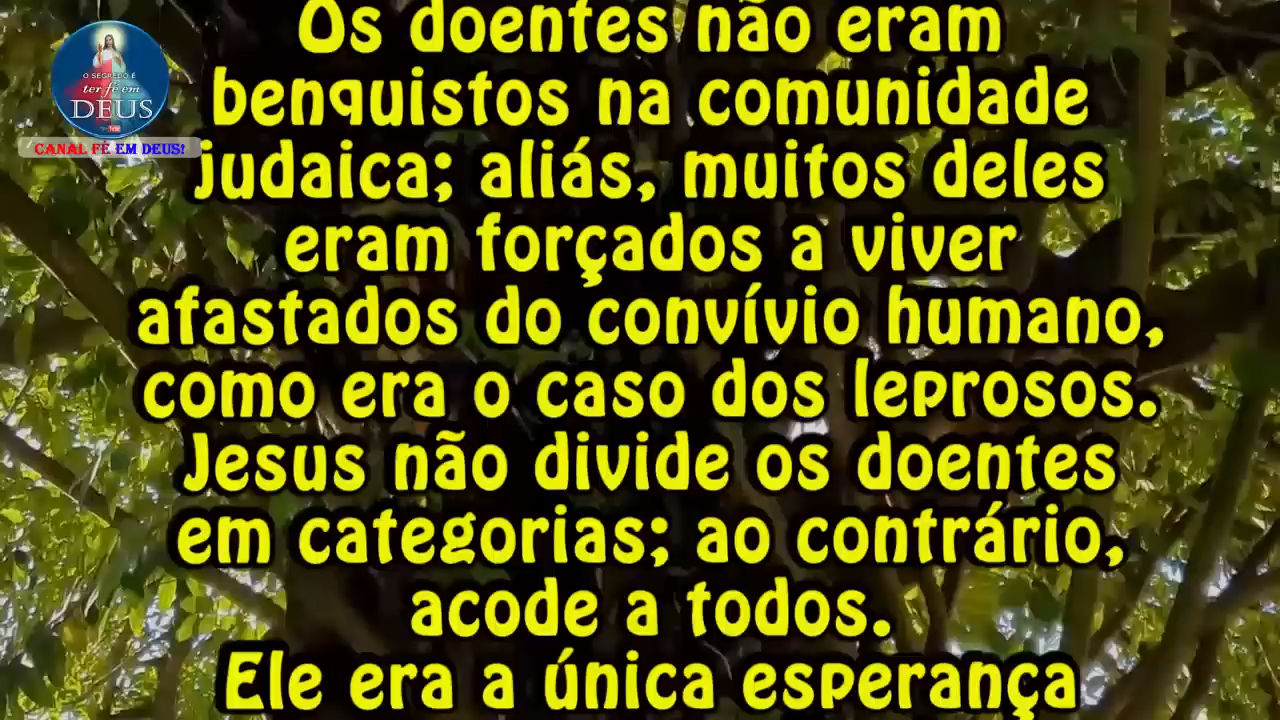 Os doentes não eram
benquistos na comunidade
judaica; aliás, muitos deles
eram forçados a viver
afastados do convívio humano,
como era o caso dos leprosos.
Jesus não divide os doentes
em categorias; ao contrário,
acode a todos.
Ele era a única esperança
O SEGREDO É
ter fé em
DEUS
CANAL FÉ EM DEUS!